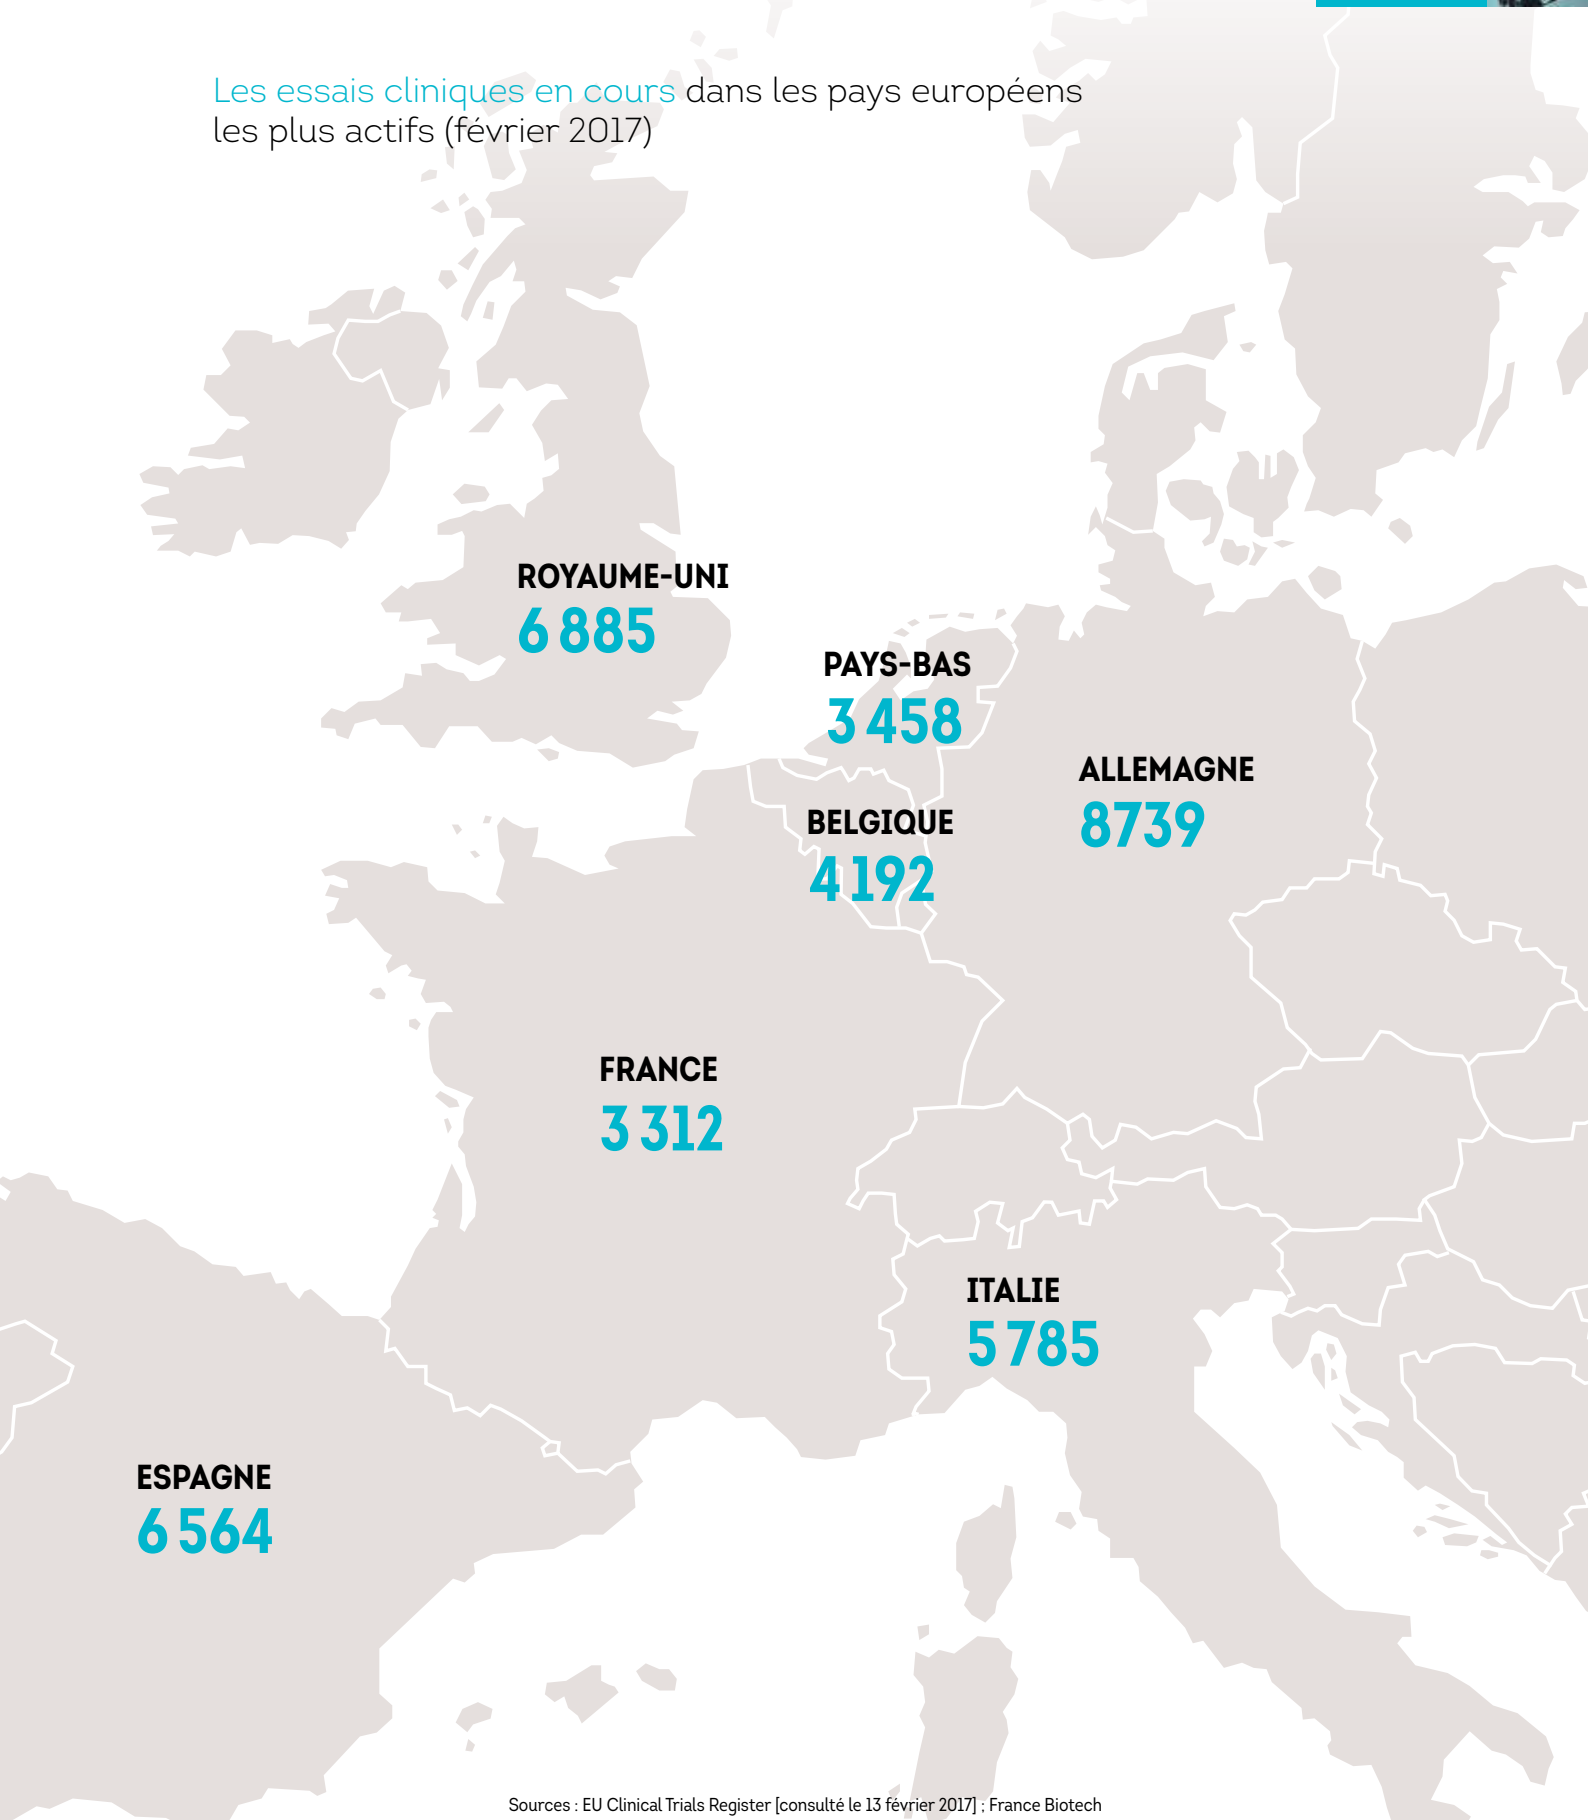 Les essais cliniques en cours dans les pays européens
les plus actifs (février 2017)
ROYAUME-UNI
6 885
PAYS-BAS
3 458
ALLEMAGNE
8739
BELGIQUE
4 192
FRANCE
3 312
ITALIE
5 785
ESPAGNE
6 564
Sources : EU Clinical Trials Register [consulté le 13 février 2017] ; France Biotech